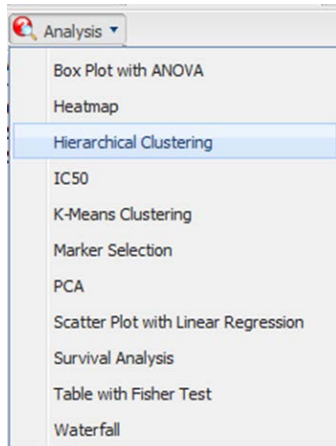 Analysis
Box Plot with ANOVA
Heatmap
Hierarchical Clustering
IC50
K-Means Clustering
Marker Selection
PCA
Scatter Plot with Linear Regression
Survival Analysis
Table with Fisher Test
Waterfall